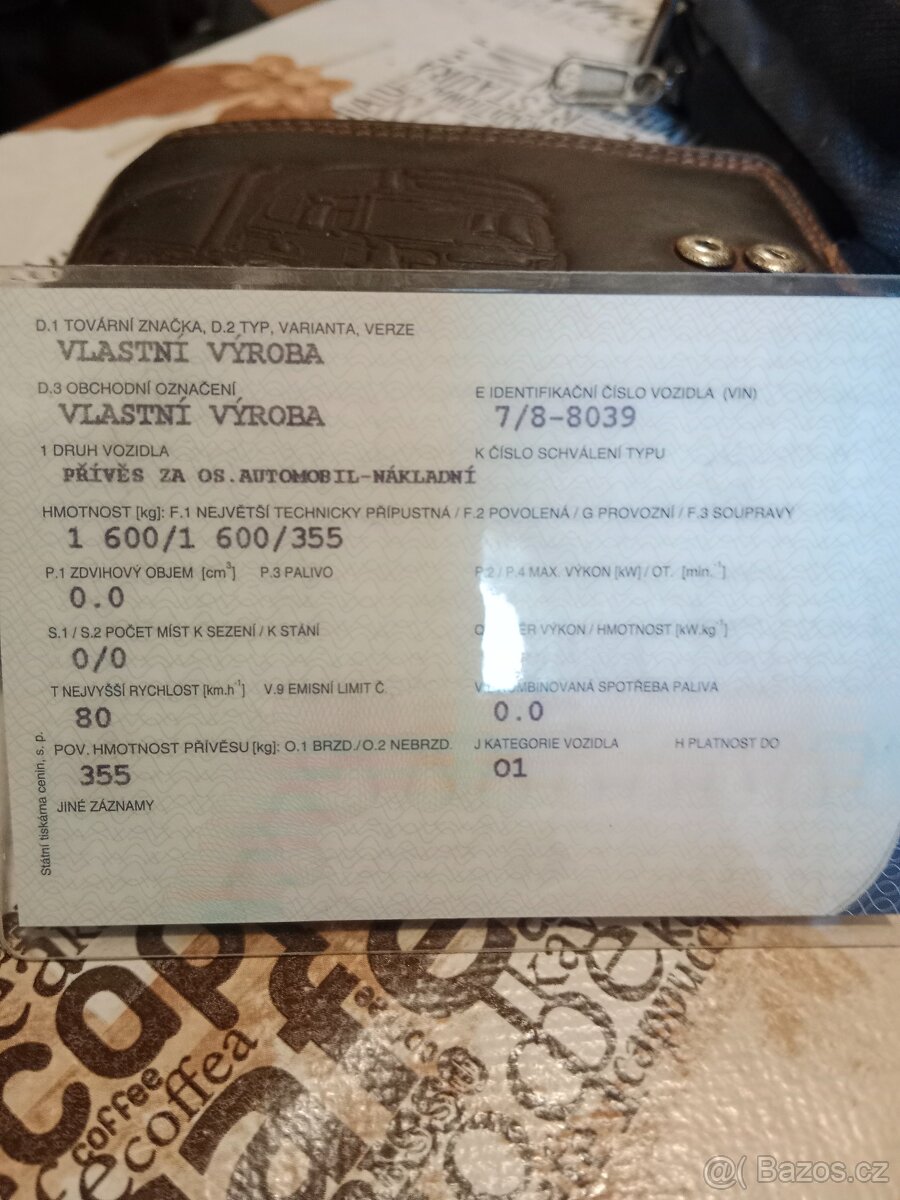 D.1 TOVÁRNÍ ZNAČKA, D.2 TYP, VARIANTA, VERZE
VLASTNÍ VÝROBA
D.3 OBCHODNÍ OZNAČENÍ
VLASTNÍ VÝROBA
E IDENTIFIKAČNÍ ČÍSLO VOZIDLA (VIN)
7/8-8039
1 DRUH VOZIDLA
PŘÍVĚS ZA OS.AUTOMOBIL-NÁKLADNÍ
K ČÍSLO SCHVÁLENÍ TYPU
HMOTNOST [kg]: F.1 NEJVĚTŠÍ TECHNICKY PŘÍPUSTNÁ / F.2 POVOLENÁ / G PROVOZNÍ / F.3 SOUPRAVY
1 600/1 600/355
P.1 ZDVIHOVÝ OBJEM [cm³] P.3 PALIVO
0.0
P.2 / P.4 MAX. VÝKON [kW] / OT. [min.⁻¹]
S.1 / S.2 POČET MÍST K SEZENÍ / K STÁNÍ
0/0
VÝKON / HMOTNOST [kW.kg⁻¹]
T NEJVYŠŠÍ RYCHLOST [km.h⁻¹] V.9 EMISNÍ LIMIT Č.
80
KOMBINOVANÁ SPOTŘEBA PALIVA
0.0
POV. HMOTNOST PŘÍVĚSU [kg]: O.1 BRZD./O.2 NEBRZD.
355
J KATEGORIE VOZIDLA H PLATNOST DO
O1
JINÉ ZÁZNAMY
Státní tiskárna cenin, s. p.
coffee
coffea
cappuccin
@( Bazos.cz